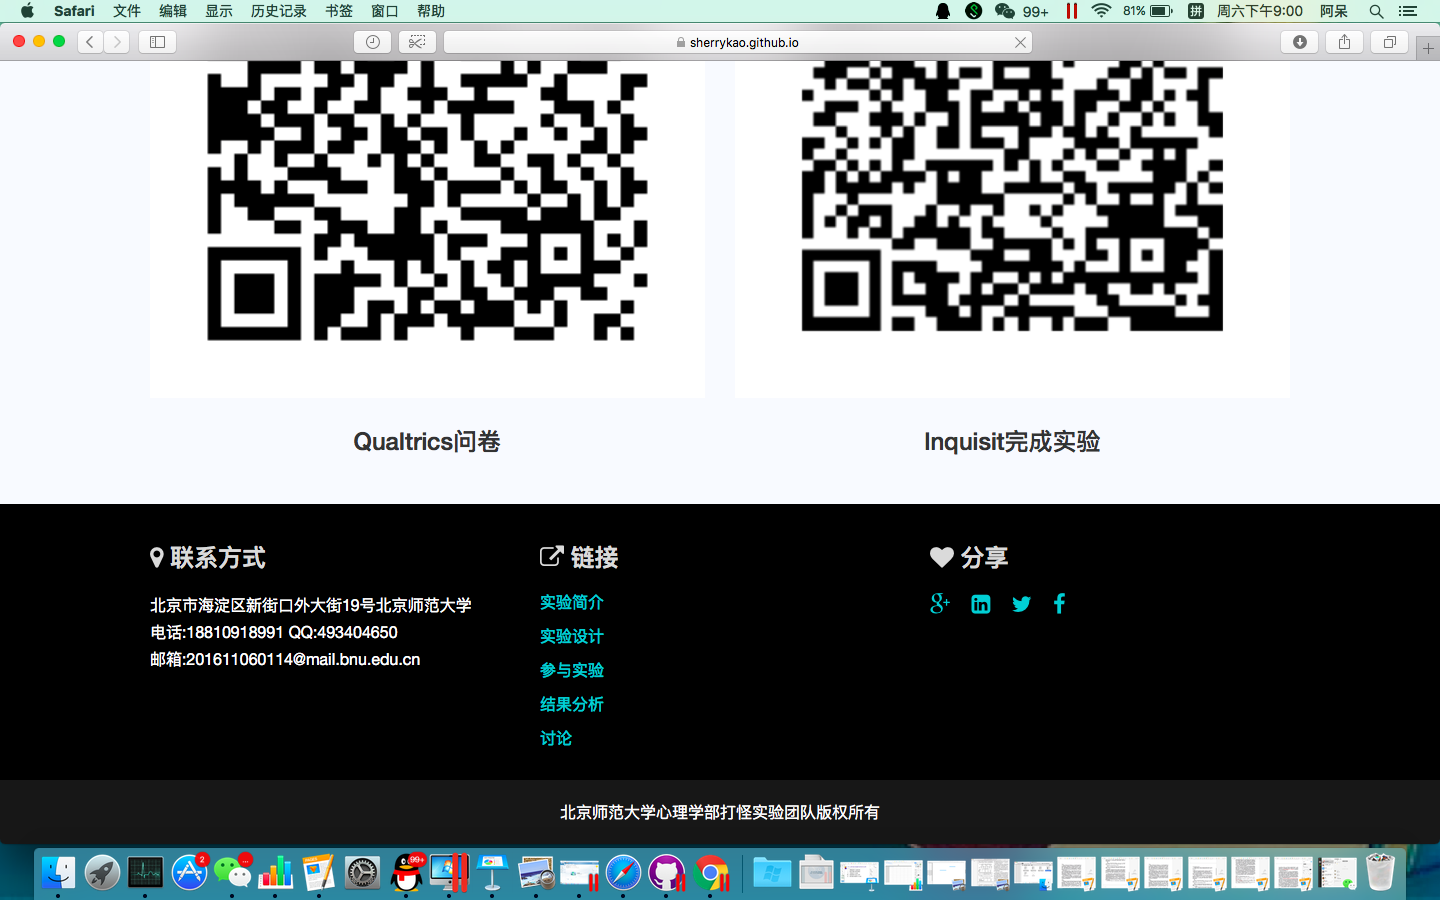 Safari 文件 编辑 显示 历史记录 书签 窗口 帮助 99+ 81% 拼 周六下午9:00 阿呆
sherrykao.github.io
Qualtrics问卷
Inquisit完成实验
联系方式
北京市海淀区新街口外大街19号北京师范大学
电话:18810918991 QQ:493404650
邮箱:201611060114@mail.bnu.edu.cn
链接
实验简介
实验设计
参与实验
结果分析
讨论
分享
北京师范大学心理学部打怪实验团队版权所有
2
99+